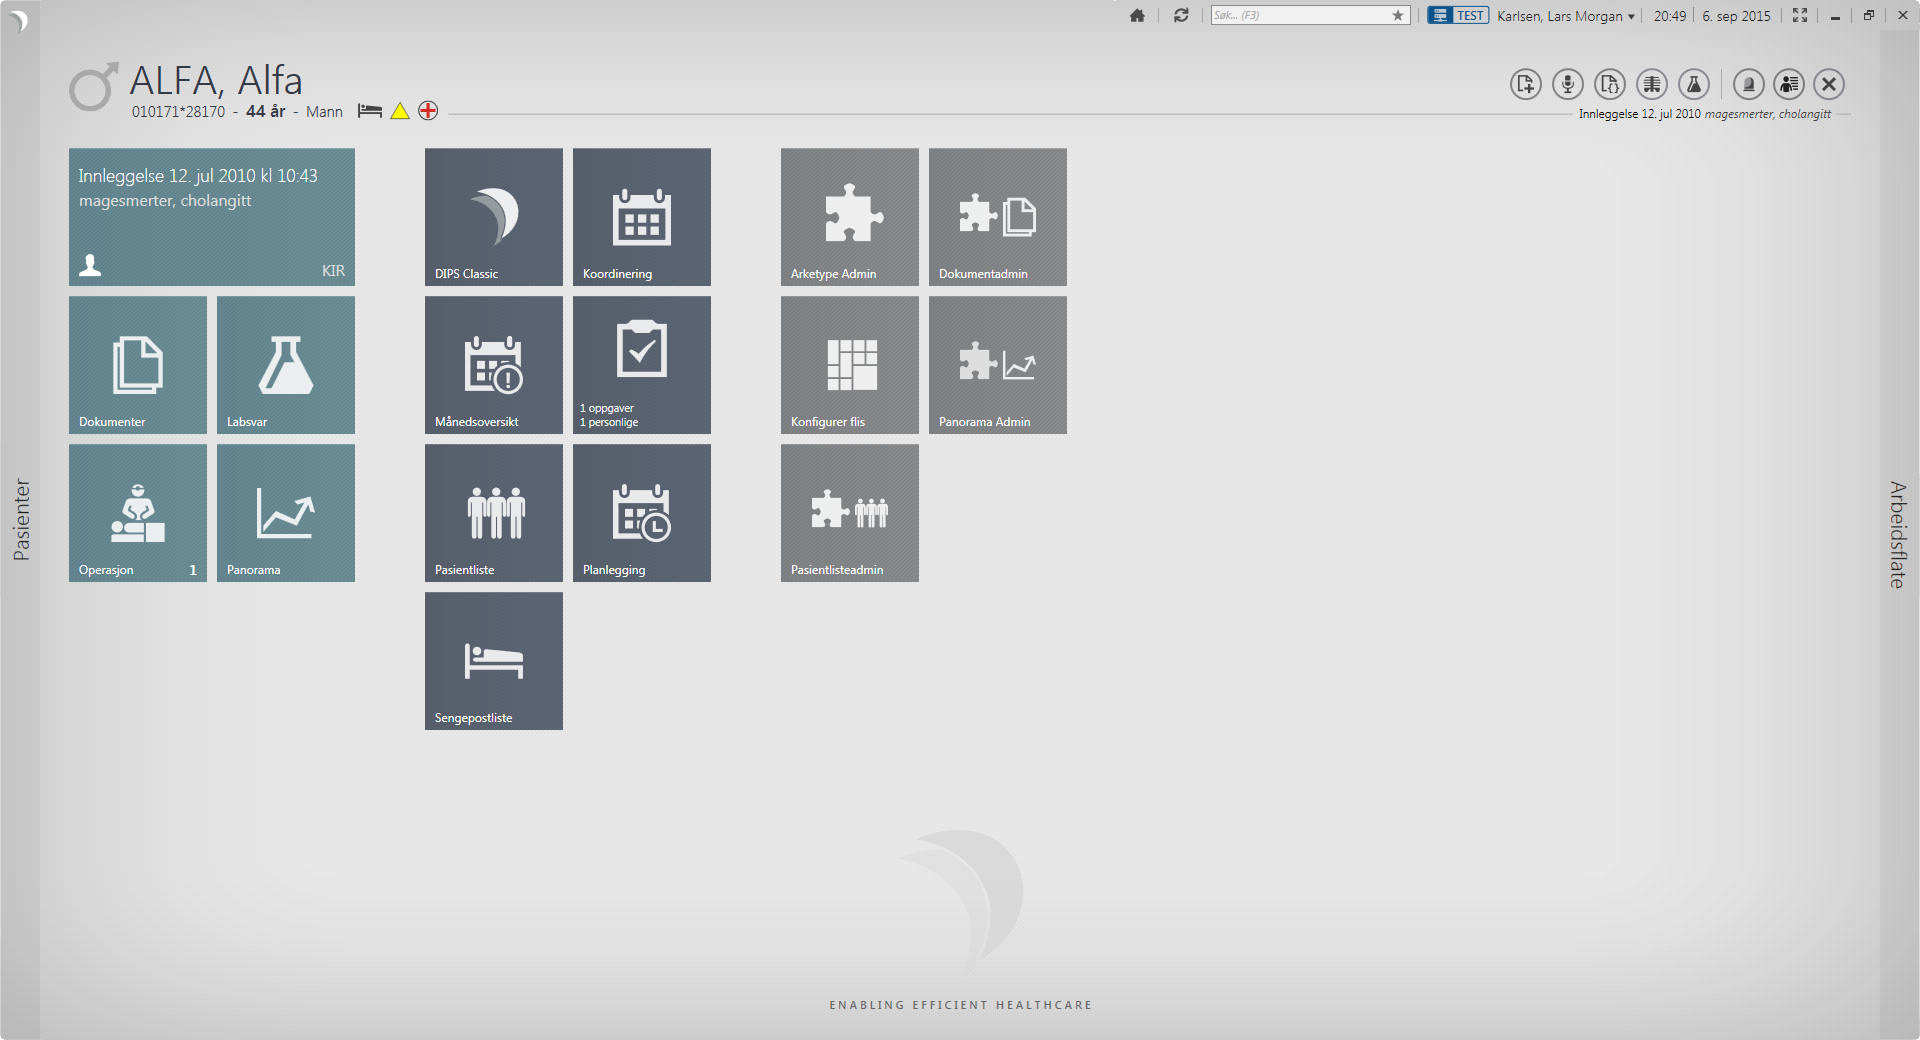 Søk... (F3)
TEST
Karlsen, Lars Morgan
20:49
6. sep 2015
ALFA, Alfa
010171*28170 - 44 år - Mann
Innleggelse 12. jul 2010 magesmerter, cholangitt
Pasienter
Innleggelse 12. jul 2010 kl 10:43
magesmerter, cholangitt
KIR
Dokumenter
Labsvar
Operasjon 1
Panorama
DIPS Classic
Koordinering
Månedsoversikt
1 oppgaver
1 personlige
Pasientliste
Planlegging
Sengepostliste
Arketype Admin
Dokumentadmin
Konfigurer flis
Panorama Admin
Pasientlisteadmin
Arbeidsflate
ENABLING EFFICIENT HEALTHCARE